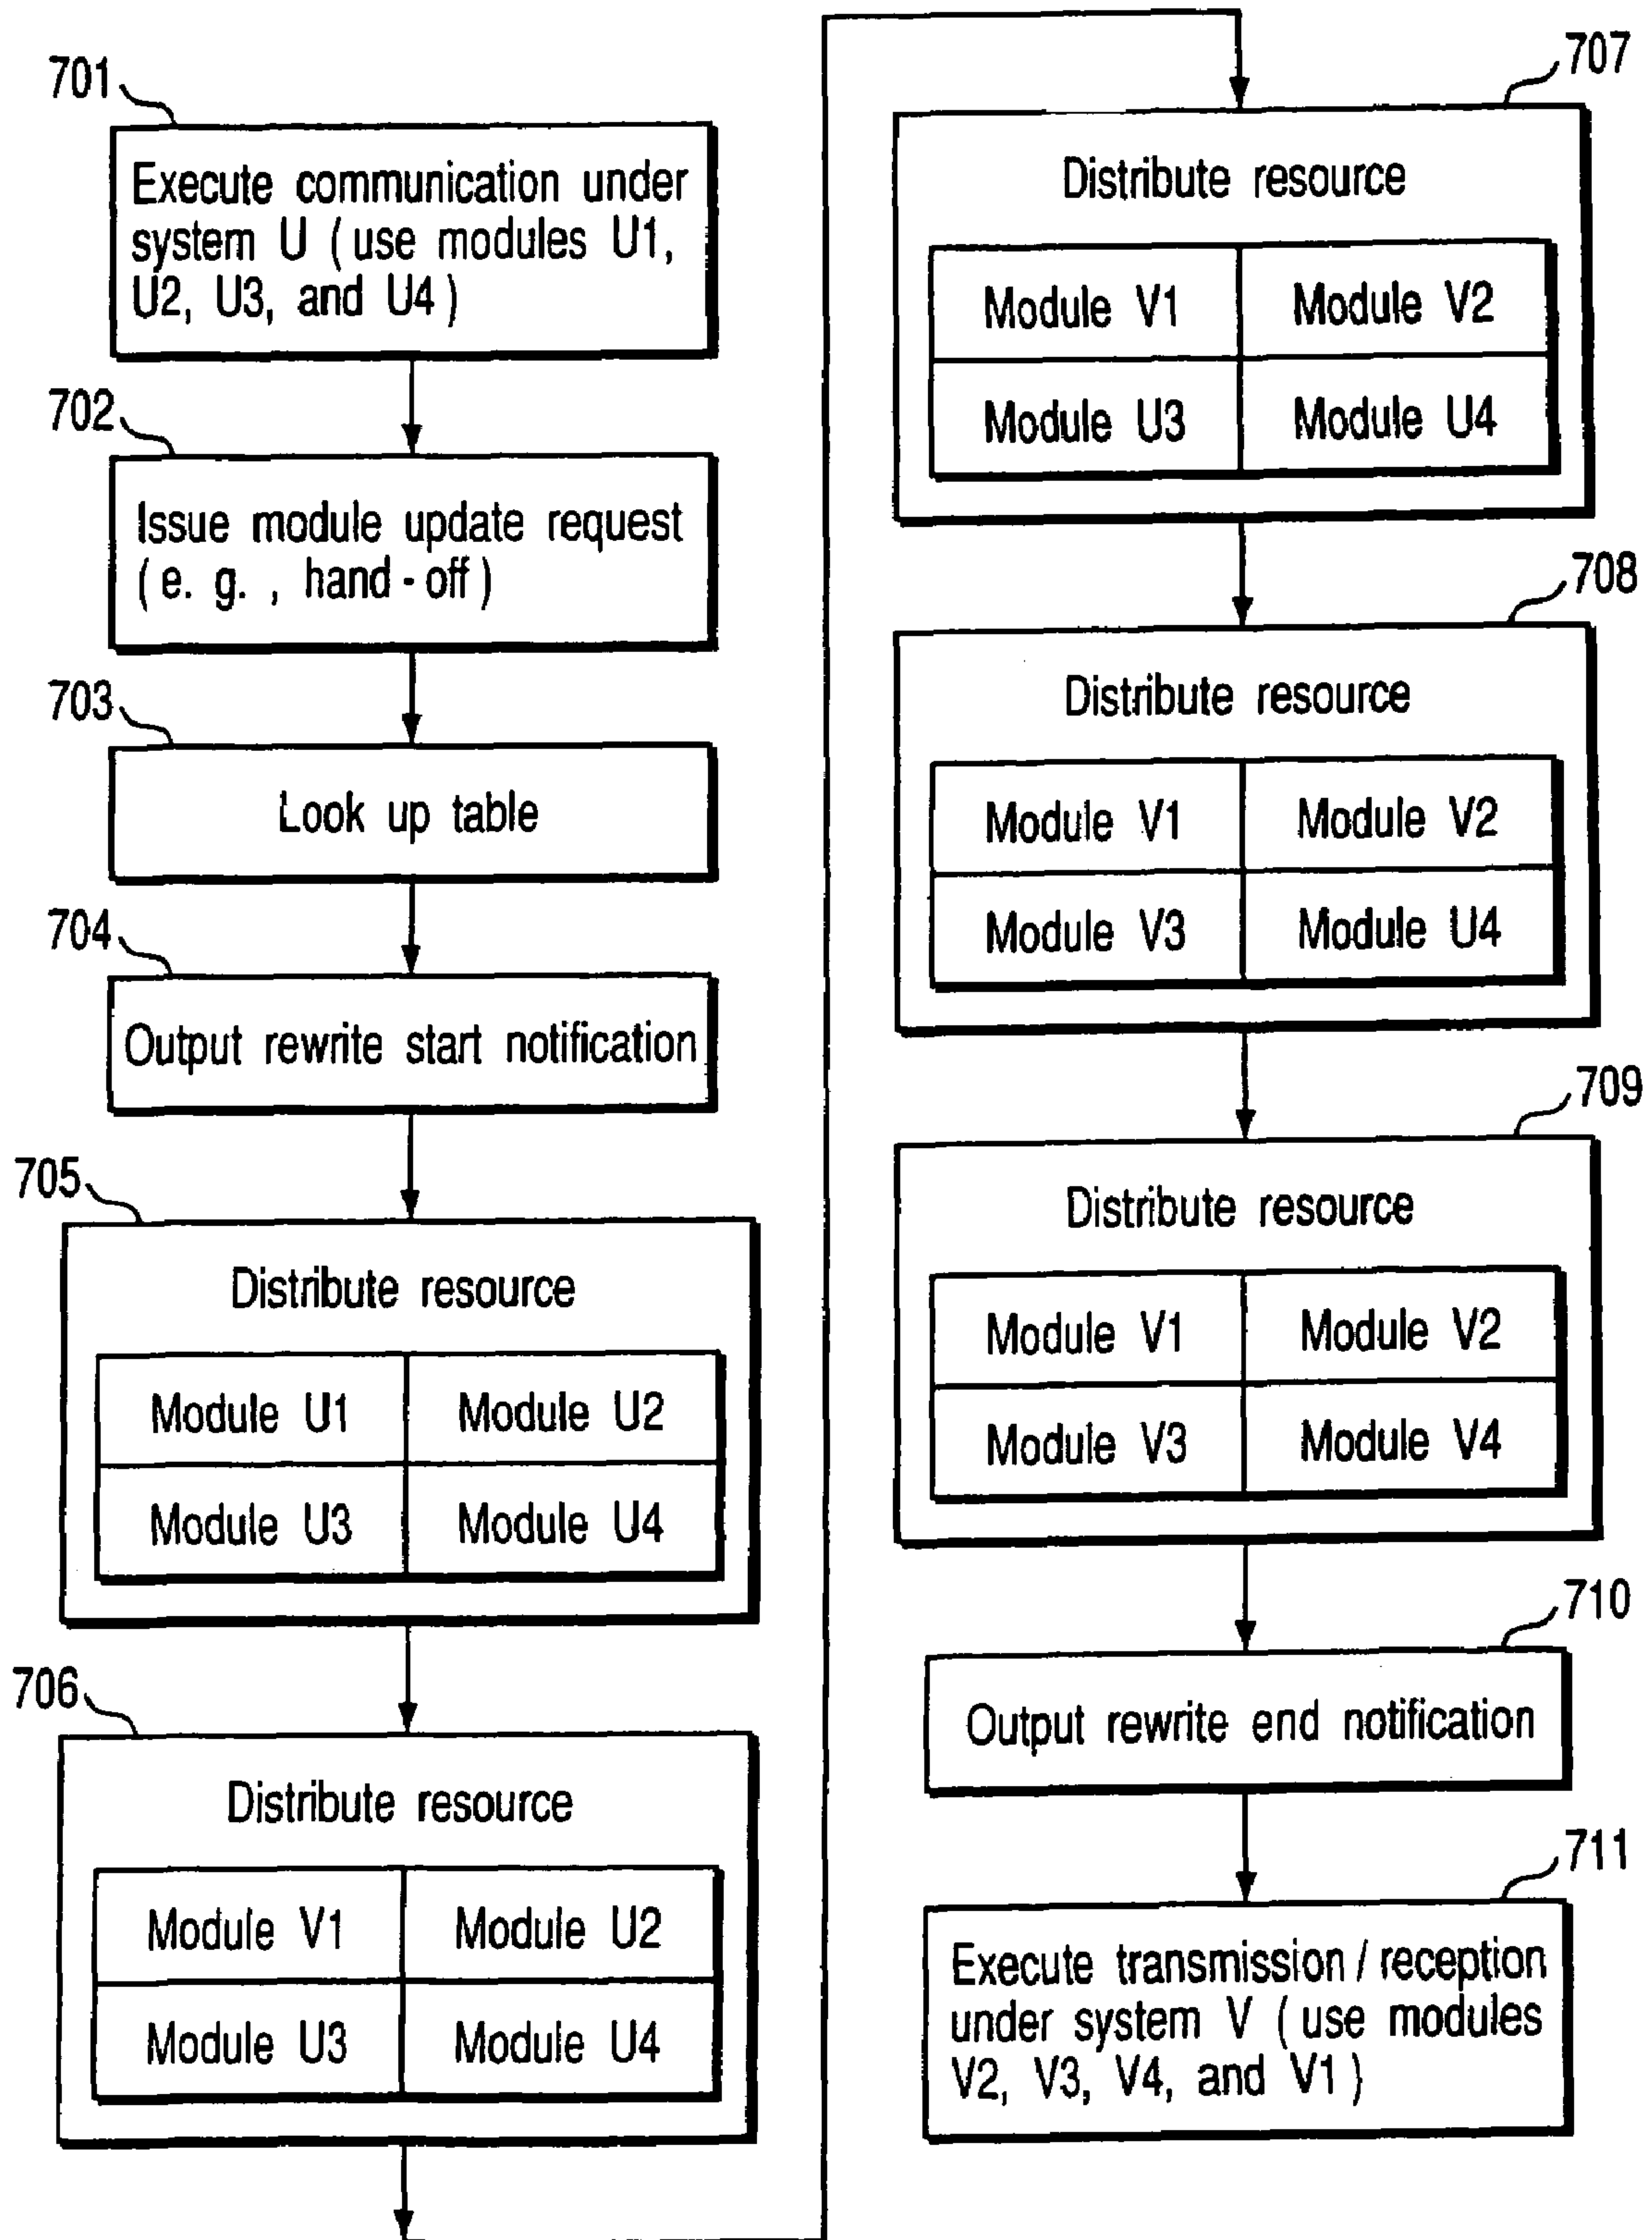 701
Execute communication under
system U ( use modules U1,
U2, U3, and U4 )
702
Issue module update request
( e. g. , hand - off )
703
Look up table
704
Output rewrite start notification
705
Distribute resource
Module U1 Module U2
Module U3 Module U4
706
Distribute resource
Module V1 Module U2
Module U3 Module U4
707
Distribute resource
Module V1 Module V2
Module U3 Module U4
708
Distribute resource
Module V1 Module V2
Module V3 Module U4
709
Distribute resource
Module V1 Module V2
Module V3 Module V4
710
Output rewrite end notification
711
Execute transmission / reception
under system V ( use modules
V2, V3, V4, and V1 )